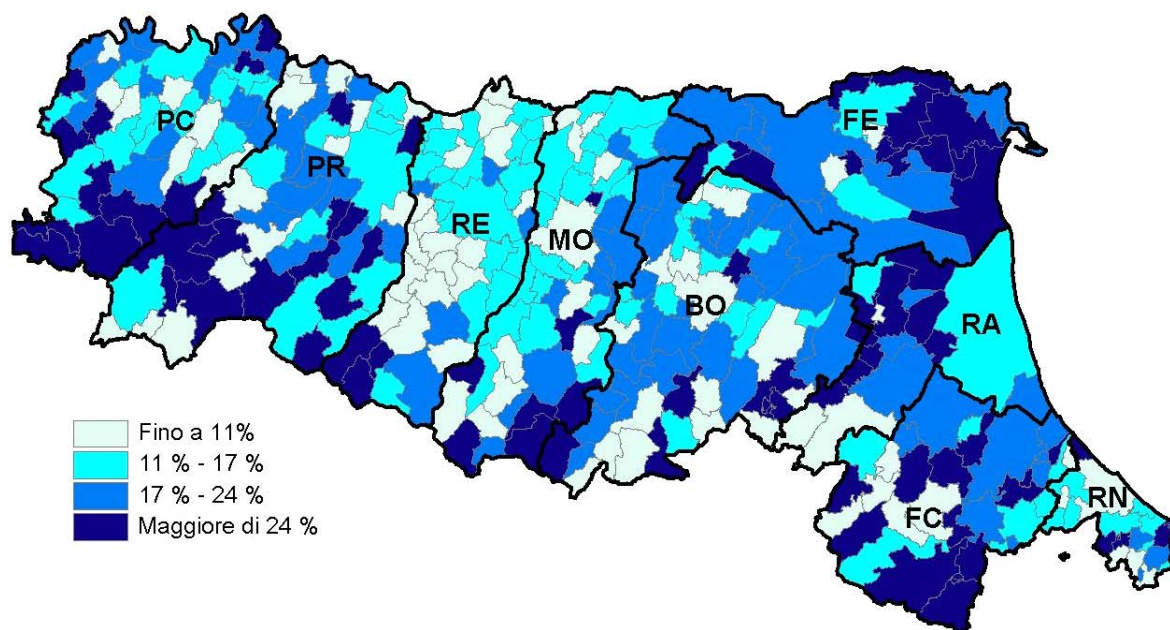 PC
PR
RE
MO
BO
FE
RA
FC
RN
Fino a 11%
11 % - 17 %
17 % - 24 %
Maggiore di 24 %